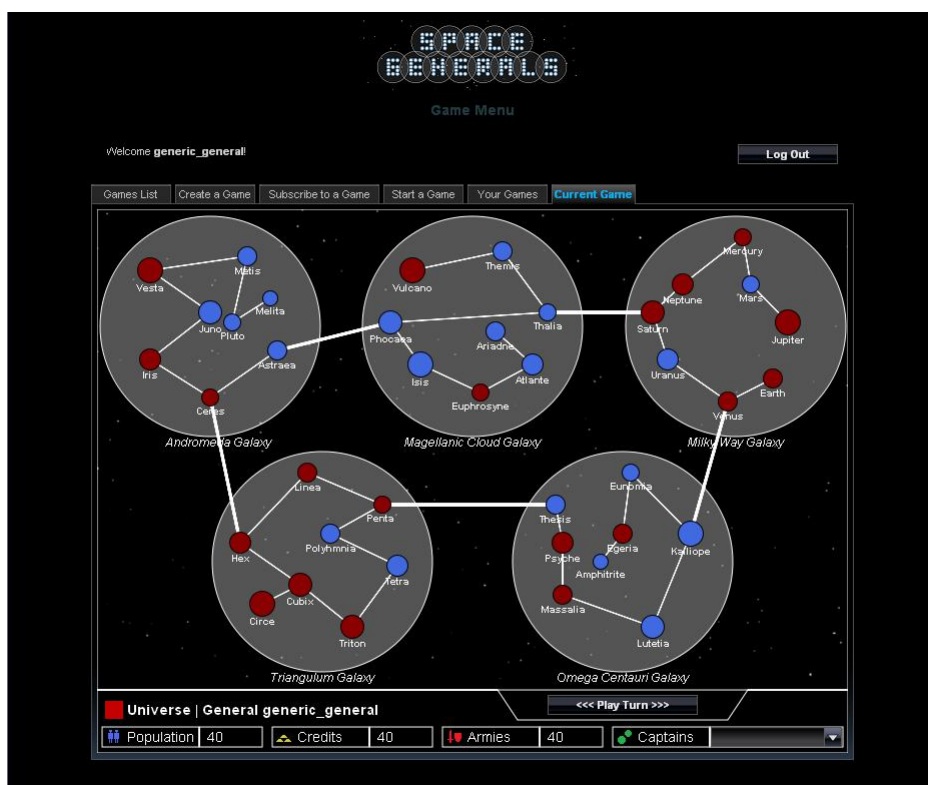 SPACE
GENERALS
Game Menu
Welcome generic_general!
Log Out
Games List
Create a Game
Subscribe to a Game
Start a Game
Your Games
Current Game
Vesta
Metis
Melita
Juno
Pluto
Iris
Astraea
Ceres
Andromeda Galaxy
Vulcano
Themis
Phocaea
Thalia
Ariadne
Isis
Atlante
Euphrosyne
Magellanic Cloud Galaxy
Mercury
Neptune
Mars
Saturn
Jupiter
Uranus
Earth
Venus
Milky Way Galaxy
Linea
Penta
Hex
Polyhmnia
Tetra
Cubix
Circe
Triton
Triangulum Galaxy
Eunomia
Thesis
Psyche
Egeria
Kalliope
Amphitrite
Massalia
Lutetia
Omega Centauri Galaxy
Universe | General generic_general
<<< Play Turn >>>
Population 40
Credits 40
Armies 40
Captains